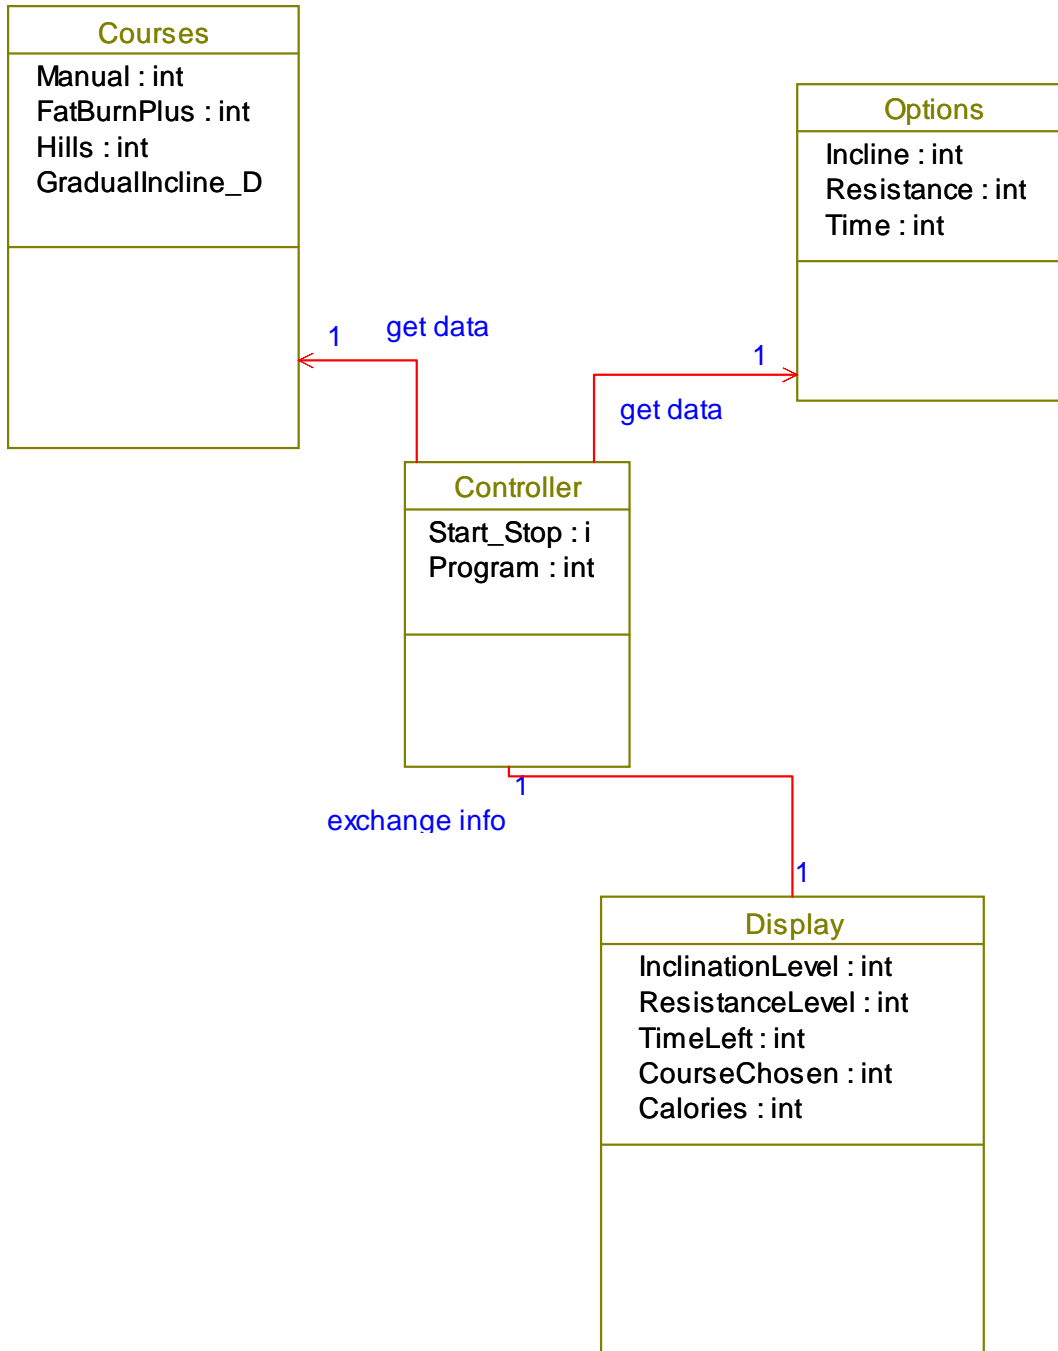 Courses
Manual : int
FatBurnPlus : int
Hills : int
GradualIncline_D
Options
Incline : int
Resistance : int
Time : int
1
get data
1
get data
Controller
Start_Stop : i
Program : int
1
exchange info
1
Display
InclinationLevel : int
ResistanceLevel : int
TimeLeft : int
CourseChosen : int
Calories : int